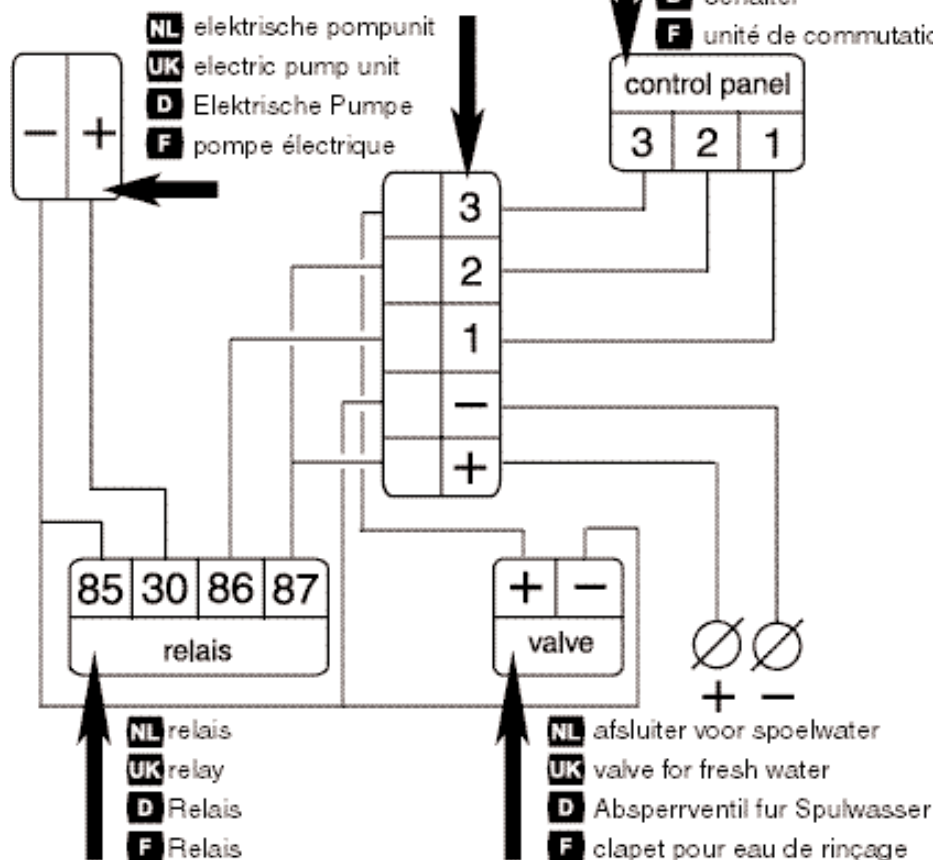 NL elektrische pompunit
UK electric pump unit
D Elektrische Pumpe
F pompe électrique
− +
F unité de commutatio
control panel
3 2 1
3
2
1
−
+
85 30 86 87
relais
+ −
valve
+ −
NL relais
UK relay
D Relais
F Relais
NL afsluiter voor spoelwater
UK valve for fresh water
D Absperrventil fur Spulwasser
F clapet pour eau de rinçage